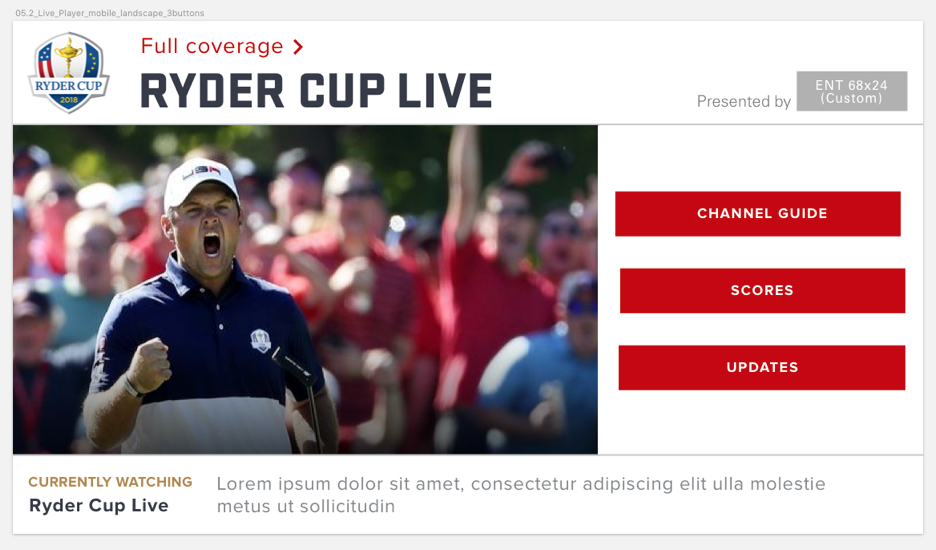 05.2_Live_Player_mobile_landscape_3buttons
Full coverage
RYDER CUP LIVE
RYDER CUP
2018
Presented by
ENT 68x24
(Custom)
USA
CHANNEL GUIDE
SCORES
UPDATES
CURRENTLY WATCHING
Ryder Cup Live
Lorem ipsum dolor sit amet, consectetur adipiscing elit ulla molestie
metus ut sollicitudin